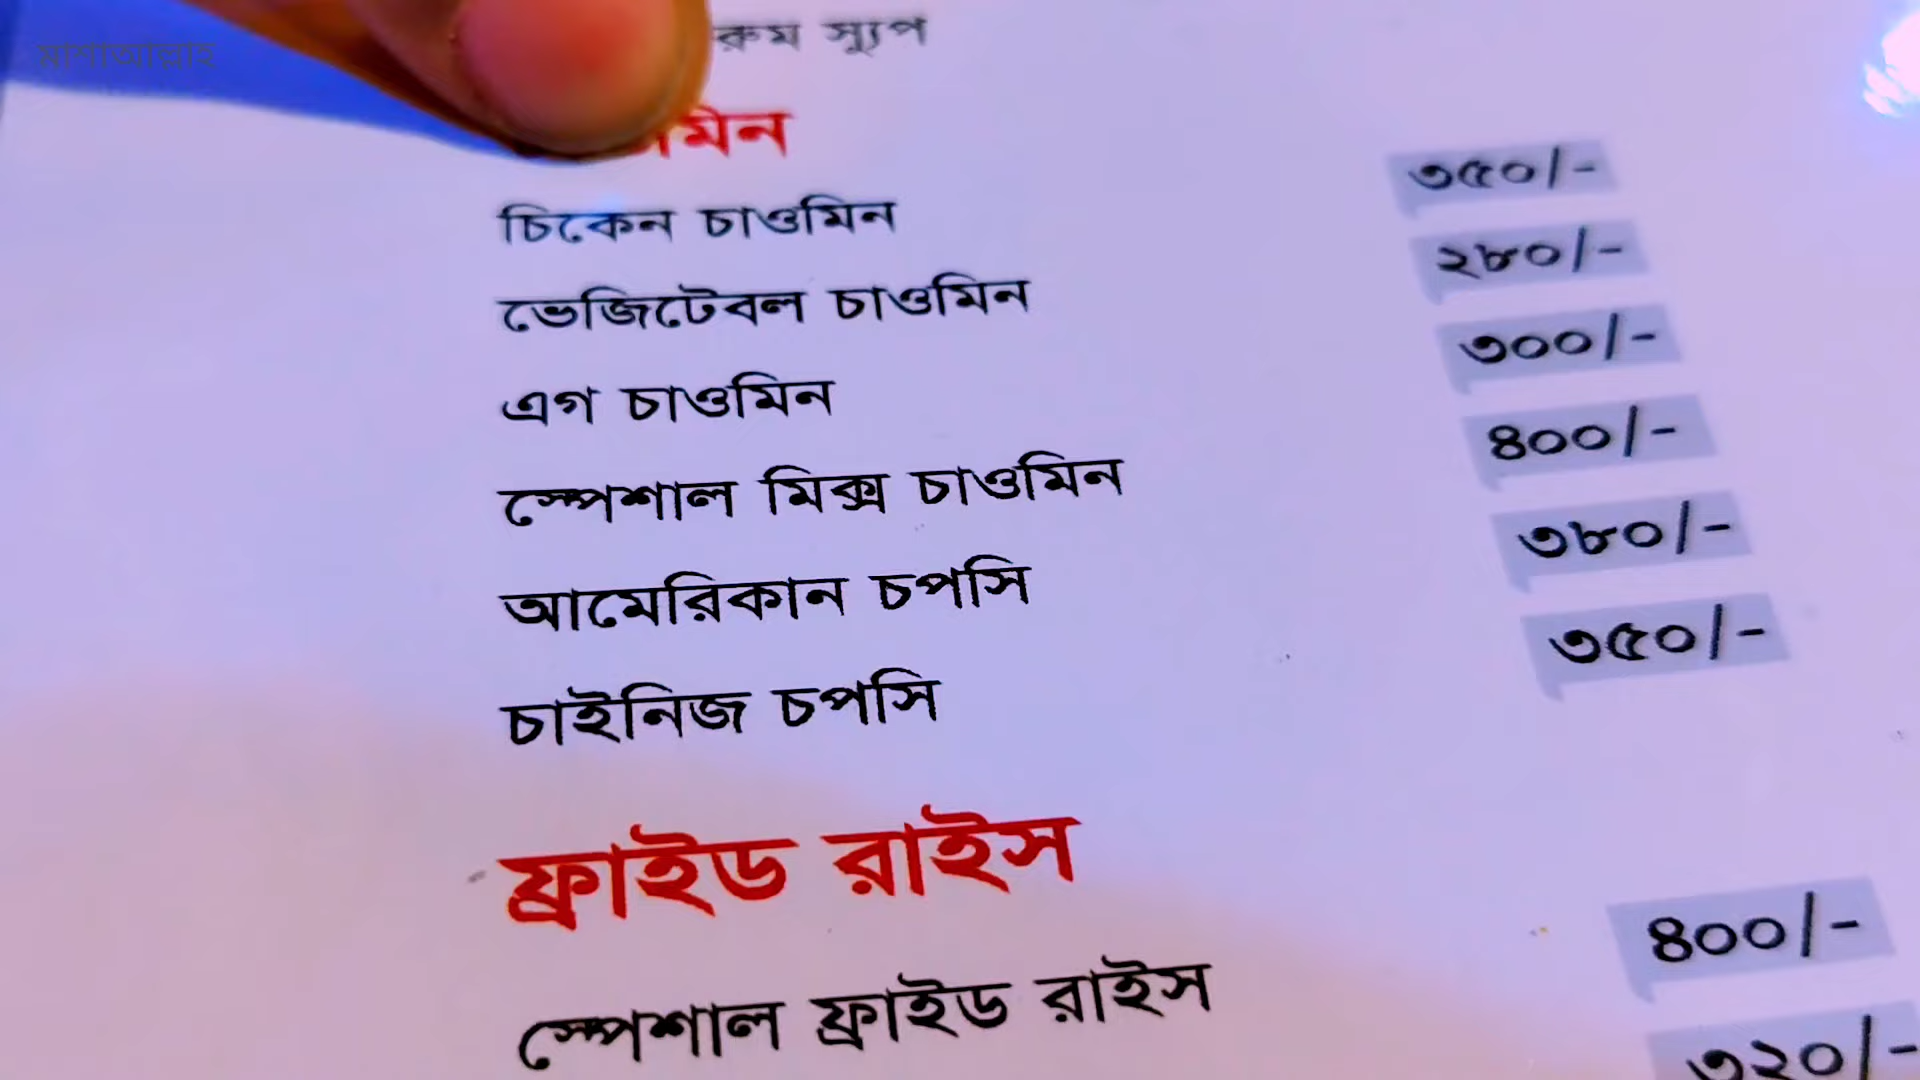 মাশাআল্লাহ
স্যুপ
চিকেন চাওমিন ৩৫০/-
ভেজিটেবল চাওমিন ২৮০/-
এগ চাওমিন ৩০০/-
স্পেশাল মিক্স চাওমিন ৪০০/-
আমেরিকান চপসি ৩৮০/-
চাইনিজ চপসি ৩৫০/-
ফ্রাইড রাইস
স্পেশাল ফ্রাইড রাইস ৪০০/-
৩২০/-